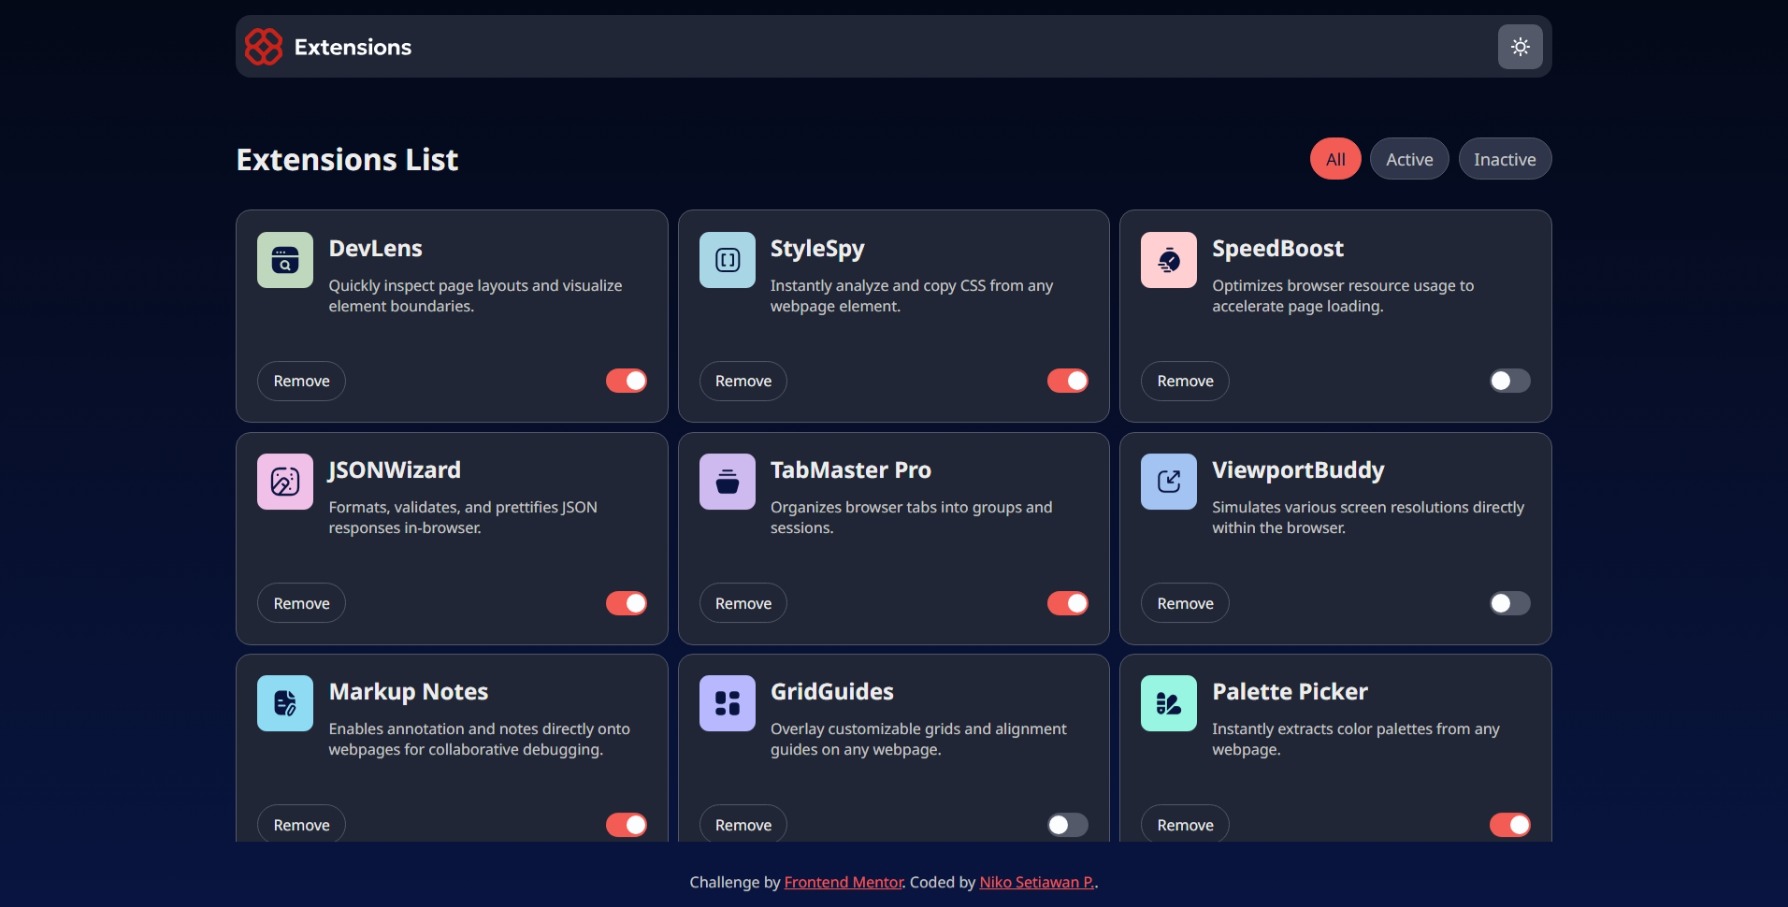 Extensions
Extensions List
All
Active
Inactive
DevLens
Quickly inspect page layouts and visualize
element boundaries.
Remove
StyleSpy
Instantly analyze and copy CSS from any
webpage element.
Remove
SpeedBoost
Optimizes browser resource usage to
accelerate page loading.
Remove
JSONWizard
Formats, validates, and prettifies JSON
responses in-browser.
Remove
TabMaster Pro
Organizes browser tabs into groups and
sessions.
Remove
ViewportBuddy
Simulates various screen resolutions directly
within the browser.
Remove
Markup Notes
Enables annotation and notes directly onto
webpages for collaborative debugging.
Remove
GridGuides
Overlay customizable grids and alignment
guides on any webpage.
Remove
Palette Picker
Instantly extracts color palettes from any
webpage.
Remove
Challenge by Frontend Mentor. Coded by Niko Setiawan P..